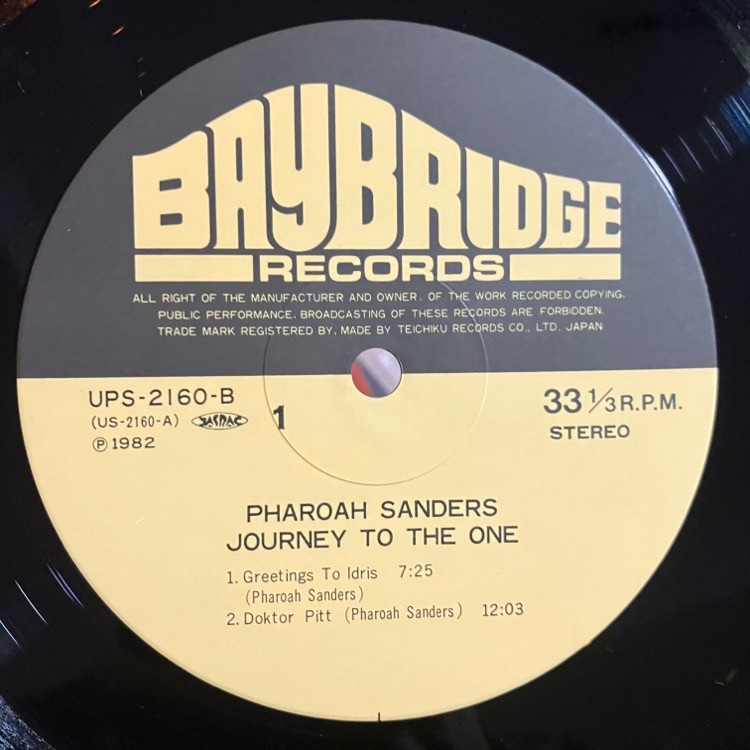 BAYBRIDGE
RECORDS
ALL RIGHT OF THE MANUFACTURER AND OWNER. OF THE WORK RECORDED COPYING.
PUBLIC PERFORMANCE. BROADCASTING OF THESE RECORDS ARE FORBIDDEN.
TRADE MARK REGISTERED BY. MADE BY TEICHIKU RECORDS CO., LTD. JAPAN
UPS-2160-B
(US-2160-A) JASRAC
Ⓟ 1982
1
33 1/3 R.P.M.
STEREO
PHAROAH SANDERS
JOURNEY TO THE ONE
1. Greetings To Idris 7:25
(Pharoah Sanders)
2. Doktor Pitt (Pharoah Sanders) 12:03